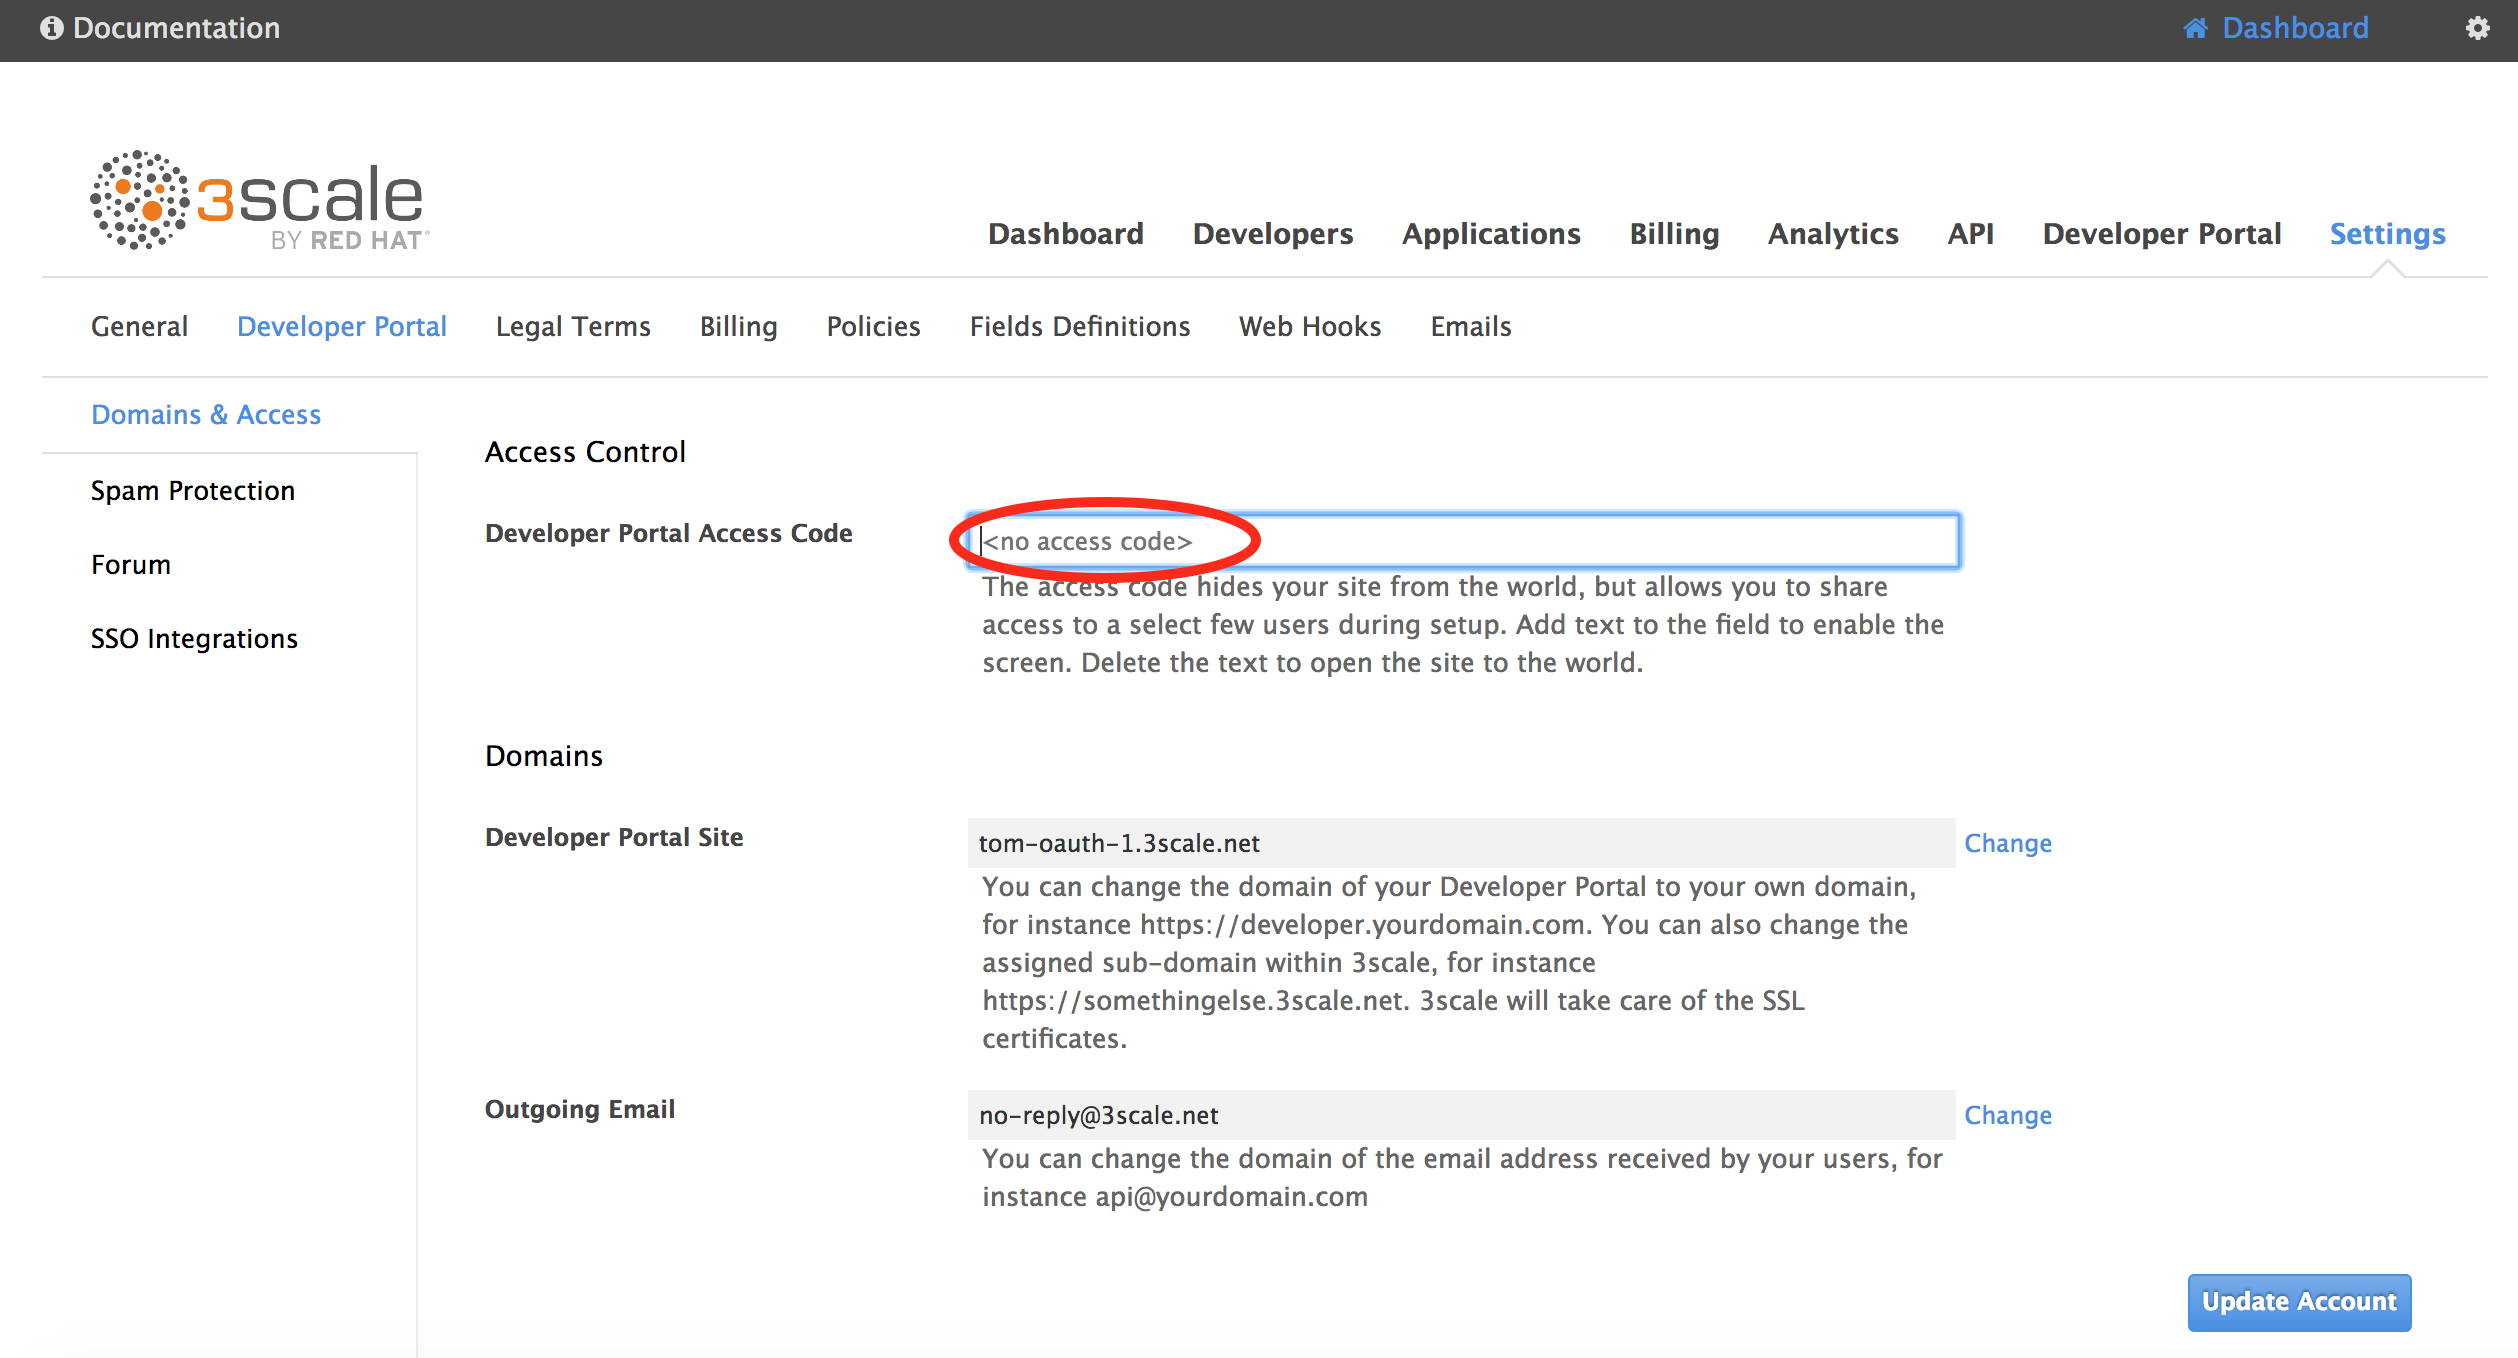 Documentation
Dashboard
3scale
BY RED HAT®
Dashboard Developers Applications Billing Analytics API Developer Portal Settings
General Developer Portal Legal Terms Billing Policies Fields Definitions Web Hooks Emails
Domains & Access
Spam Protection
Forum
SSO Integrations
Access Control
Developer Portal Access Code
<no access code>
The access code hides your site from the world, but allows you to share
access to a select few users during setup. Add text to the field to enable the
screen. Delete the text to open the site to the world.
Domains
Developer Portal Site
tom-oauth-1.3scale.net
Change
You can change the domain of your Developer Portal to your own domain,
for instance https://developer.yourdomain.com. You can also change the
assigned sub-domain within 3scale, for instance
https://somethingelse.3scale.net. 3scale will take care of the SSL
certificates.
Outgoing Email
no-reply@3scale.net
Change
You can change the domain of the email address received by your users, for
instance api@yourdomain.com
Update Account